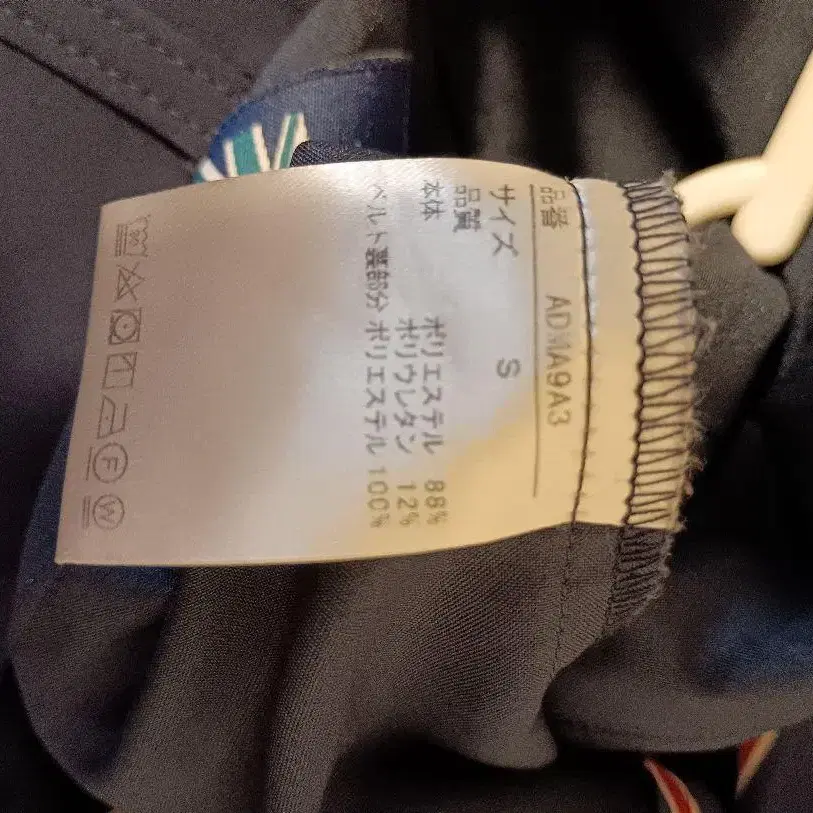 品番 ADMA9A3
サイズ S
品質
本体 ポリエステル 88%
ポリウレタン 12%
ベルト裏部分 ポリエステル 100%
F
W